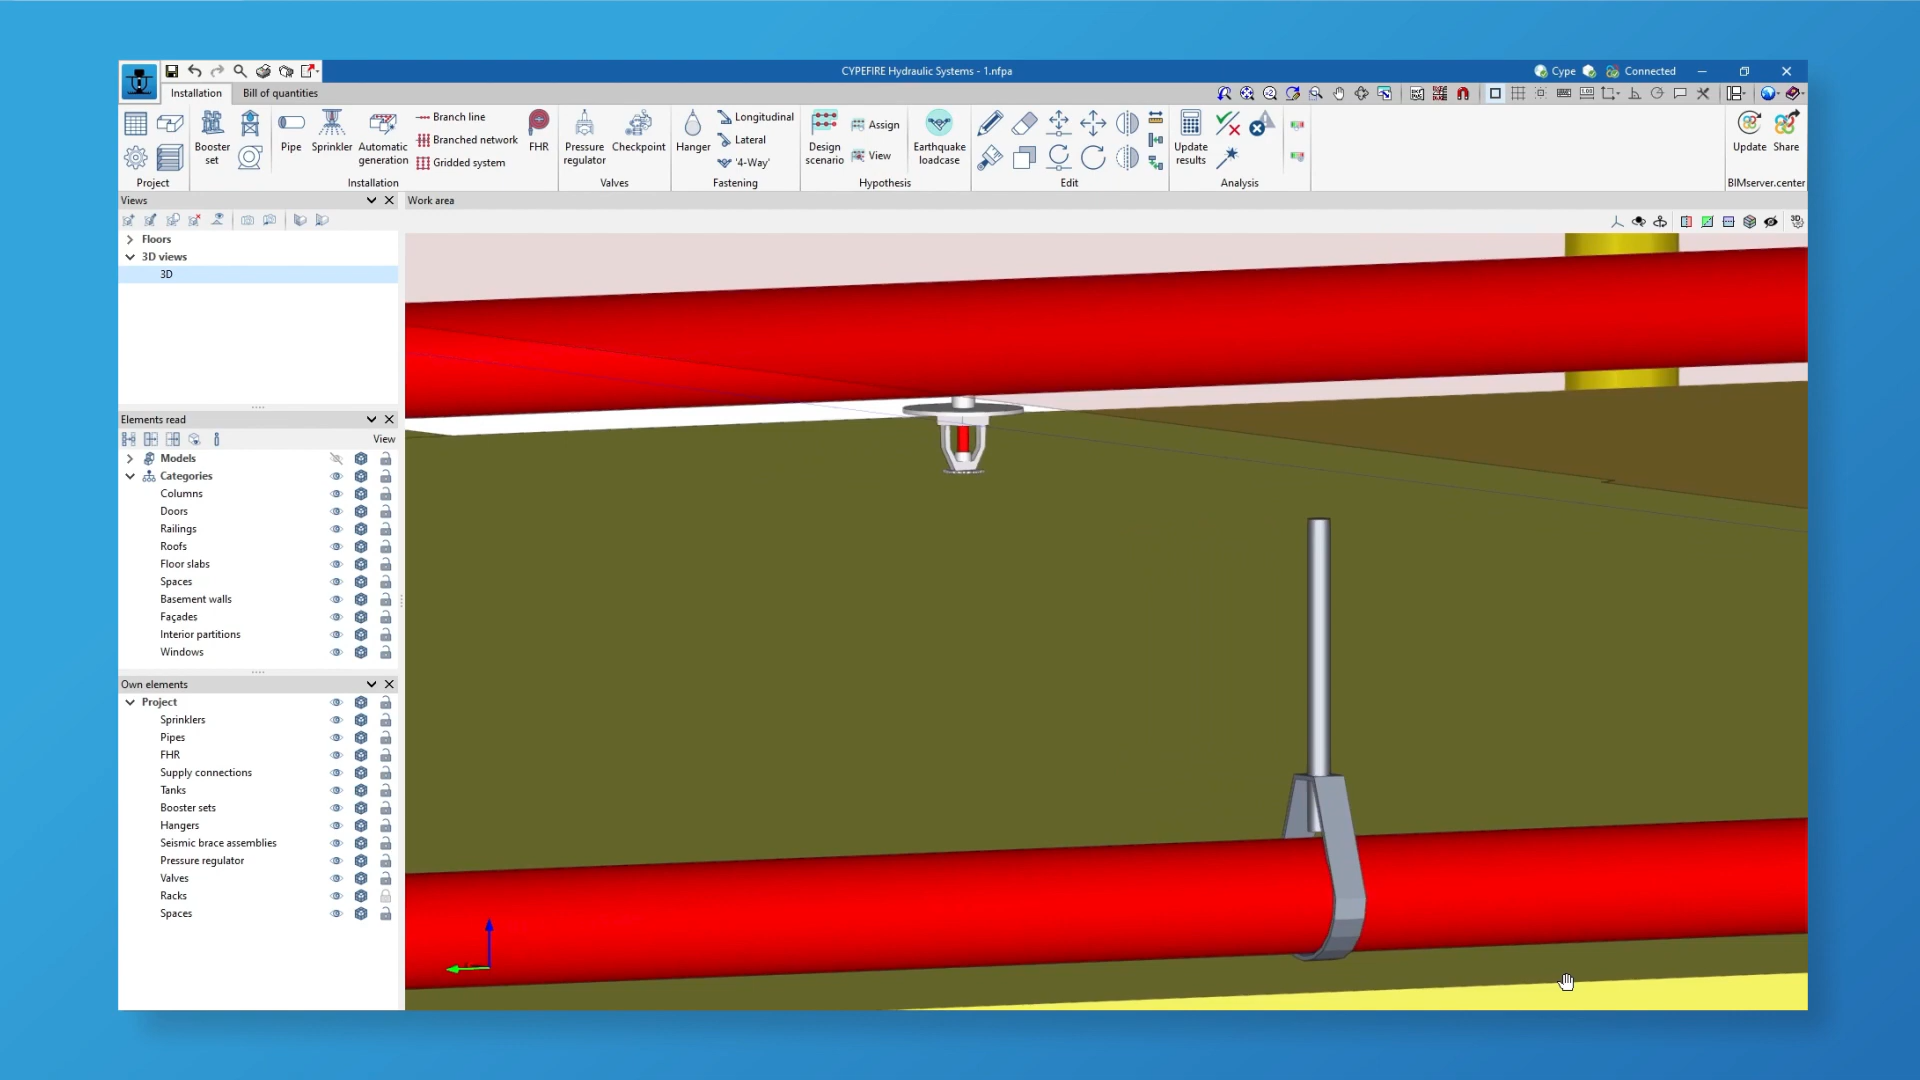 CYPEFIRE Hydraulic Systems - 1.nfpa
Cype
Connected
Installation
Bill of quantities
Booster set
Pipe
Sprinkler
Automatic generation
Branch line
Branched network
Gridded system
FHR
Pressure regulator
Checkpoint
Hanger
Longitudinal
Lateral
'4-Way'
Design scenario
Assign
View
Earthquake loadcase
Update results
Update
Share
Project
Installation
Valves
Fastening
Hypothesis
Edit
Analysis
BIMserver.center
Views
Work area
Floors
3D views
3D
Elements read
View
Models
Categories
Columns
Doors
Railings
Roofs
Floor slabs
Spaces
Basement walls
Façades
Interior partitions
Windows
Own elements
Project
Sprinklers
Pipes
FHR
Supply connections
Tanks
Booster sets
Hangers
Seismic brace assemblies
Pressure regulator
Valves
Racks
Spaces